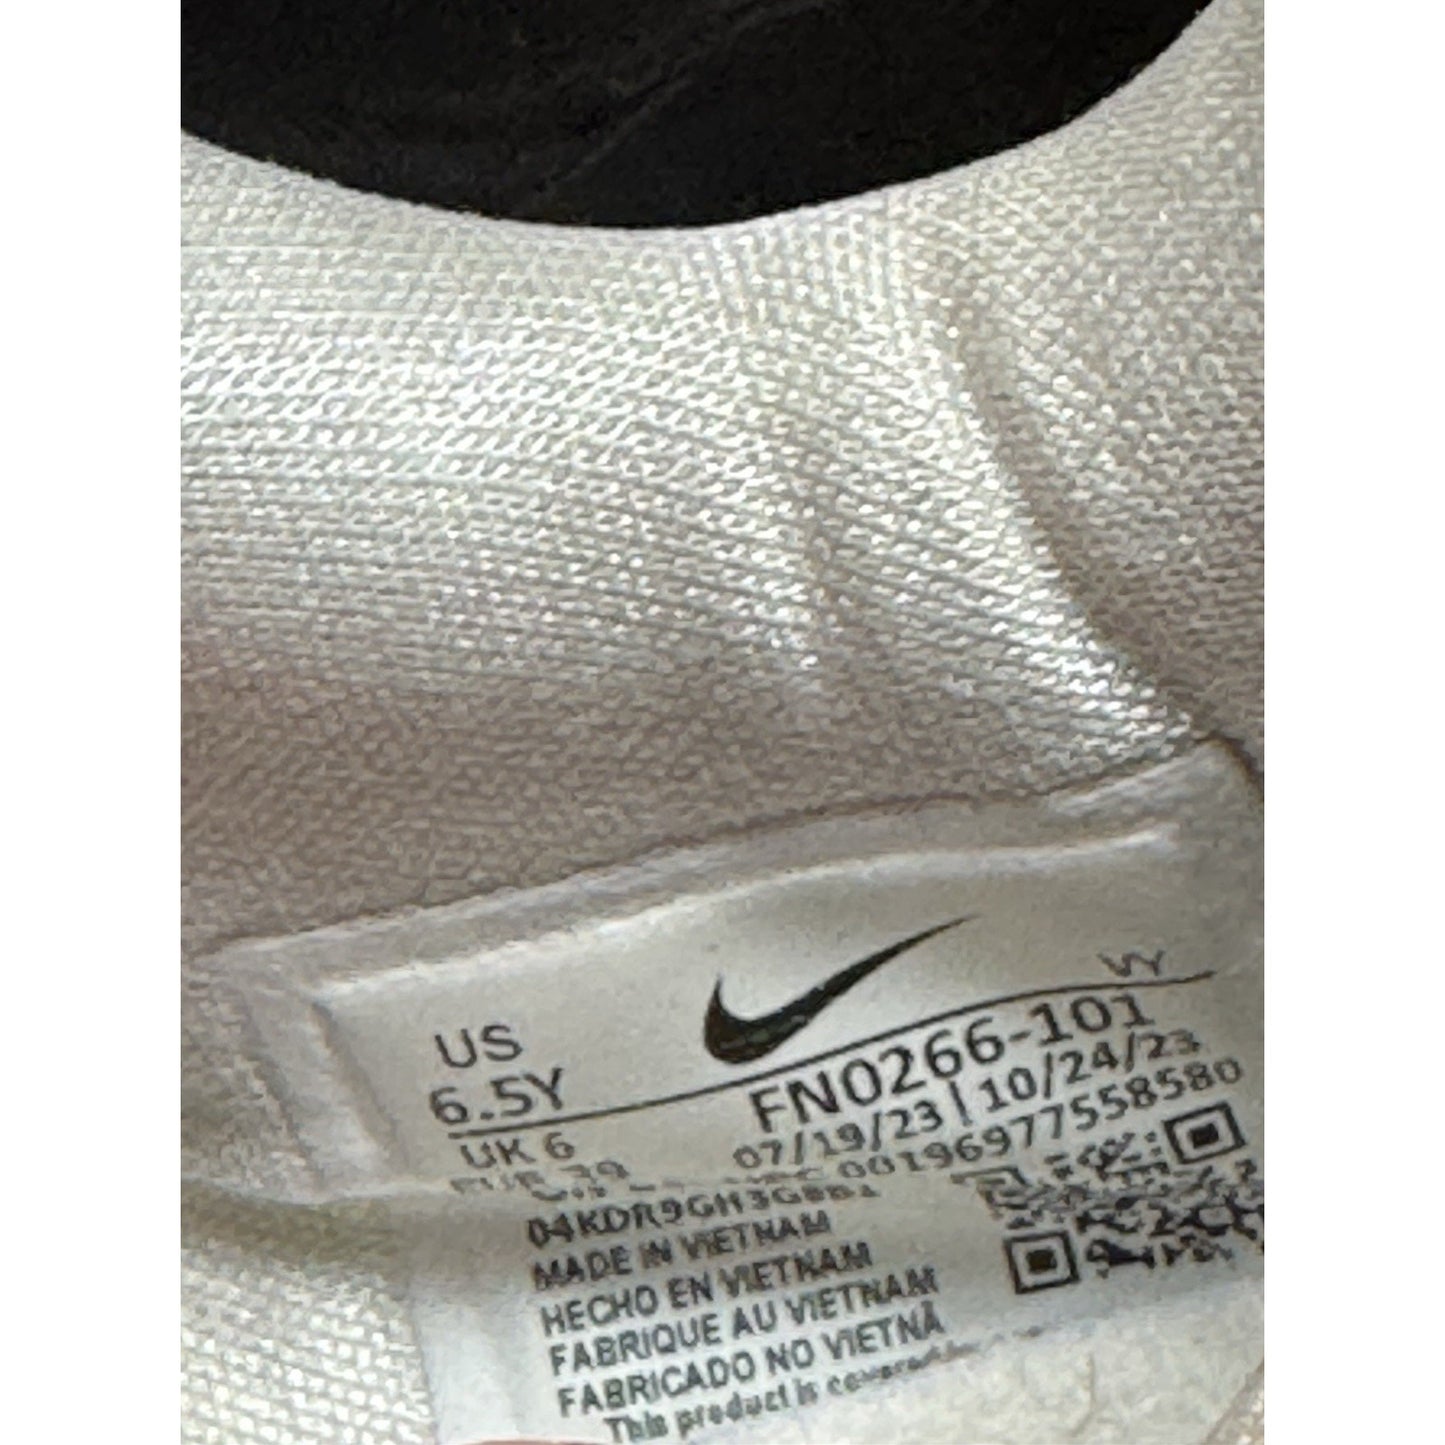 VY
US
6.5Y
FN0266-101
UK 6
07/19/23 | 10/24/23
00196977558580
MADE IN VIETNAM
HECHO EN VIETNAM
FABRIQUE AU VIETNAM
FABRICADO NO VIETNÃ
This product is covered